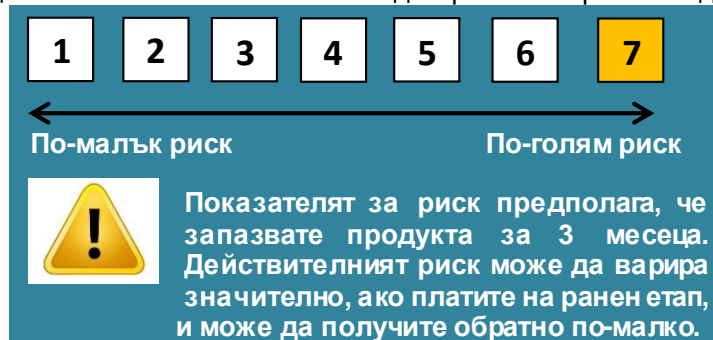 1 2 3 4 5 6 7
По-малък риск По-голям риск
Показателят за риск предполага, че
запазвате продукта за 3 месеца.
Действителният риск може да варира
значително, ако платите на ранен етап,
и може да получите обратно по-малко.